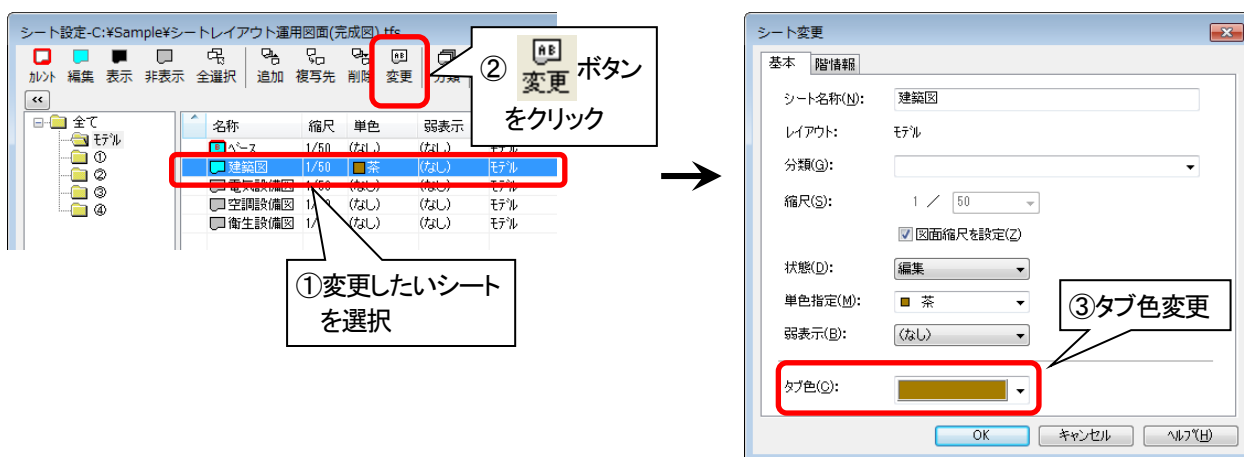 シート設定-C:¥Sample¥シートレイアウト運用図面(完成図).tfs
ｶﾚﾝﾄ 編集 表示 非表示 全選択 追加 複写先 削除 変更 分類
<<
全て
ﾓﾃﾞﾙ
①
②
③
④
名称 縮尺 単色 弱表示
ベース 1/50 (なし) (なし) ﾓﾃﾞﾙ
建築図 1/50 茶 (なし) ﾓﾃﾞﾙ
電気設備図 1/50 (なし) (なし) ﾓﾃﾞﾙ
空調設備図 (なし) (なし) ﾓﾃﾞﾙ
衛生設備図 (なし) (なし) ﾓﾃﾞﾙ
② AB 変更 ボタン
をクリック
①変更したいシート
を選択
シート変更
基本 階情報
シート名称(N): 建築図
レイアウト: ﾓﾃﾞﾙ
分類(G):
縮尺(S): 1 ／ 50
図面縮尺を設定(Z)
状態(D): 編集
単色指定(M): 茶
弱表示(B): (なし)
③タブ色変更
タブ色(C):
OK キャンセル ﾍﾙﾌﾟ(H)